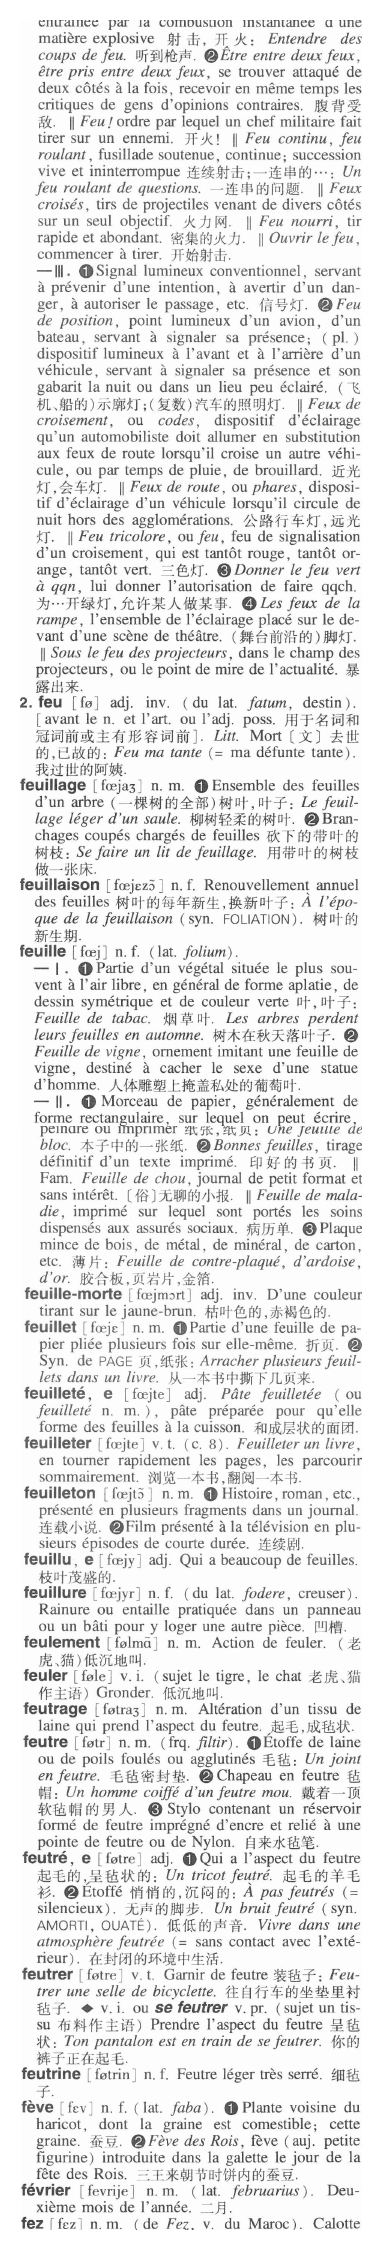 entraînée par la combustion instantanée d'une
matière explosive 射击, 开火: Entendre des
coups de feu. 听到枪声. ❷Être entre deux feux,
être pris entre deux feux, se trouver attaqué de
deux côtés à la fois, recevoir en même temps les
critiques de gens d'opinions contraires. 腹背受
敌. ‖ Feu! ordre par lequel un chef militaire fait
tirer sur un ennemi. 开火! ‖ Feu continu, feu
roulant, fusillade soutenue, continue; succession
vive et ininterrompue 连续射击;一连串的…: Un
feu roulant de questions. 一连串的问题. ‖ Feux
croisés, tirs de projectiles venant de divers côtés
sur un seul objectif. 火力网. ‖ Feu nourri, tir
rapide et abondant. 密集的火力. ‖ Ouvrir le feu,
commencer à tirer. 开始射击.
— Ⅲ. ❶Signal lumineux conventionnel, servant
à prévenir d'une intention, à avertir d'un dan-
ger, à autoriser le passage, etc. 信号灯. ❷Feu
de position, point lumineux d'un avion, d'un
bateau, servant à signaler sa présence; (pl.)
dispositif lumineux à l'avant et à l'arrière d'un
véhicule, servant à signaler sa présence et son
gabarit la nuit ou dans un lieu peu éclairé. (飞
机、船的)示廓灯;(复数)汽车的照明灯. ‖ Feux de
croisement, ou codes, dispositif d'éclairage
qu'un automobiliste doit allumer en substitution
aux feux de route lorsqu'il croise un autre véhi-
cule, ou par temps de pluie, de brouillard. 近光
灯,会车灯. ‖ Feux de route, ou phares, disposi-
tif d'éclairage d'un véhicule lorsqu'il circule de
nuit hors des agglomérations. 公路行车灯,远光
灯. ‖ Feu tricolore, ou feu, feu de signalisation
d'un croisement, qui est tantôt rouge, tantôt or-
ange, tantôt vert. 三色灯. ❸Donner le feu vert
à qqn, lui donner l'autorisation de faire qqch.
为…开绿灯,允许某人做某事. ❹Les feux de la
rampe, l'ensemble de l'éclairage placé sur le de-
vant d'une scène de théâtre. (舞台前沿的)脚灯.
‖ Sous le feu des projecteurs, dans le champ des
projecteurs, ou le point de mire de l'actualité. 暴
露出来.
2. feu [fø] adj. inv. (du lat. fatum, destin).
[avant le n. et l'art. ou l'adj. poss. 用于名词和
冠词前或主有形容词前]. Litt. Mort〔文〕去世
的,已故的: Feu ma tante (= ma défunte tante).
我过世的阿姨.
feuillage [fœjaʒ] n. m. ❶Ensemble des feuilles
d'un arbre (一棵树的全部)树叶,叶子: Le feuil-
lage léger d'un saule. 柳树轻柔的树叶. ❷Bran-
chages coupés chargés de feuilles 砍下的带叶的
树枝: Se faire un lit de feuillage. 用带叶的树枝
做一张床.
feuillaison [fœjɛzɔ̃] n. f. Renouvellement annuel
des feuilles 树叶的每年新生,换新叶子: À l'épo-
que de la feuillaison (syn. FOLIATION). 树叶的
新生期.
feuille [fœj] n. f. (lat. folium).
— Ⅰ. ❶Partie d'un végétal située le plus sou-
vent à l'air libre, en général de forme aplatie, de
dessin symétrique et de couleur verte 叶,叶子:
Feuille de tabac. 烟草叶. Les arbres perdent
leurs feuilles en automne. 树木在秋天落叶子. ❷
Feuille de vigne, ornement imitant une feuille de
vigne, destiné à cacher le sexe d'une statue
d'homme. 人体雕塑上掩盖私处的葡萄叶.
— Ⅱ. ❶ Morceau de papier, généralement de
forme rectangulaire, sur lequel on peut écrire,
peindre ou imprimer 纸张,纸页: Une feuille de
bloc. 本子中的一张纸. ❷Bonnes feuilles, tirage
définitif d'un texte imprimé. 印好的书页. ‖
Fam. Feuille de chou, journal de petit format et
sans intérêt. 〔俗〕无聊的小报. ‖ Feuille de mala-
die, imprimé sur lequel sont portés les soins
dispensés aux assurés sociaux. 病历单. ❸Plaque
mince de bois, de métal, de minéral, de carton,
etc. 薄片: Feuille de contre-plaqué, d'ardoise,
d'or. 胶合板,页岩片,金箔.
feuille-morte [fœjmɔrt] adj. inv. D'une couleur
tirant sur le jaune-brun. 枯叶色的,赤褐色的.
feuillet [fœjɛ] n. m. ❶Partie d'une feuille de pa-
pier pliée plusieurs fois sur elle-même. 折页. ❷
Syn. de PAGE 页,纸张: Arracher plusieurs feuil-
lets dans un livre. 从一本书中撕下几页来.
feuilleté, e [fœjte] adj. Pâte feuilletée (ou
feuilleté n. m.), pâte préparée pour qu'elle
forme des feuilles à la cuisson. 和成层状的面团.
feuilleter [fœjte] v. t. (c. 8). Feuilleter un livre,
en tourner rapidement les pages, les parcourir
sommairement. 浏览一本书,翻阅一本书.
feuilleton [fœjtɔ̃] n. m. ❶ Histoire, roman, etc.,
présenté en plusieurs fragments dans un journal.
连载小说. ❷Film présenté à la télévision en plu-
sieurs épisodes de courte durée. 连续剧.
feuillu, e [fœjy] adj. Qui a beaucoup de feuilles.
枝叶茂盛的.
feuillure [fœjyr] n. f. (du lat. fodere, creuser).
Rainure ou entaille pratiquée dans un panneau
ou un bâti pour y loger une autre pièce. 凹槽.
feulement [følmɑ̃] n. m. Action de feuler. (老
虎、猫)低沉地叫.
feuler [føle] v. i. (sujet le tigre, le chat 老虎、猫
作主语) Gronder. 低沉地叫.
feutrage [føtraʒ] n. m. Altération d'un tissu de
laine qui prend l'aspect du feutre. 起毛,成毡状.
feutre [føtr] n. m. (frq. filtir). ❶Étoffe de laine
ou de poils foulés ou agglutinés 毛毡: Un joint
en feutre. 毛毡密封垫. ❷Chapeau en feutre 毡
帽: Un homme coiffé d'un feutre mou. 戴着一顶
软毡帽的男人. ❸ Stylo contenant un réservoir
formé de feutre imprégné d'encre et relié à une
pointe de feutre ou de Nylon. 自来水毡笔.
feutré, e [føtre] adj. ❶Qui a l'aspect du feutre
起毛的,呈毡状的: Un tricot feutré. 起毛的羊毛
衫. ❷Étoffé 悄悄的,沉闷的: À pas feutrés (=
silencieux). 无声的脚步. Un bruit feutré (syn.
AMORTI, OUATÉ). 低低的声音. Vivre dans une
atmosphère feutrée (= sans contact avec l'exté-
rieur). 在封闭的环境中生活.
feutrer [føtre] v. t. Garnir de feutre 装毡子: Feu-
trer une selle de bicyclette. 往自行车的坐垫里衬
毡子. ◆ v. i. ou se feutrer v. pr. (sujet un tis-
su 布料作主语) Prendre l'aspect du feutre 呈毡
状: Ton pantalon est en train de se feutrer. 你的
裤子正在起毛.
feutrine [føtrin] n. f. Feutre léger très serré. 细毡
子.
fève [fɛv] n. f. (lat. faba). ❶ Plante voisine du
haricot, dont la graine est comestible; cette
graine. 蚕豆. ❷Fève des Rois, fève (auj. petite
figurine) introduite dans la galette le jour de la
fête des Rois. 三王来朝节时饼内的蚕豆.
février [fevrije] n. m. (lat. februarius). Deu-
xième mois de l'année. 二月.
fez [fɛz] n. m. (de Fez, v. du Maroc). Calotte